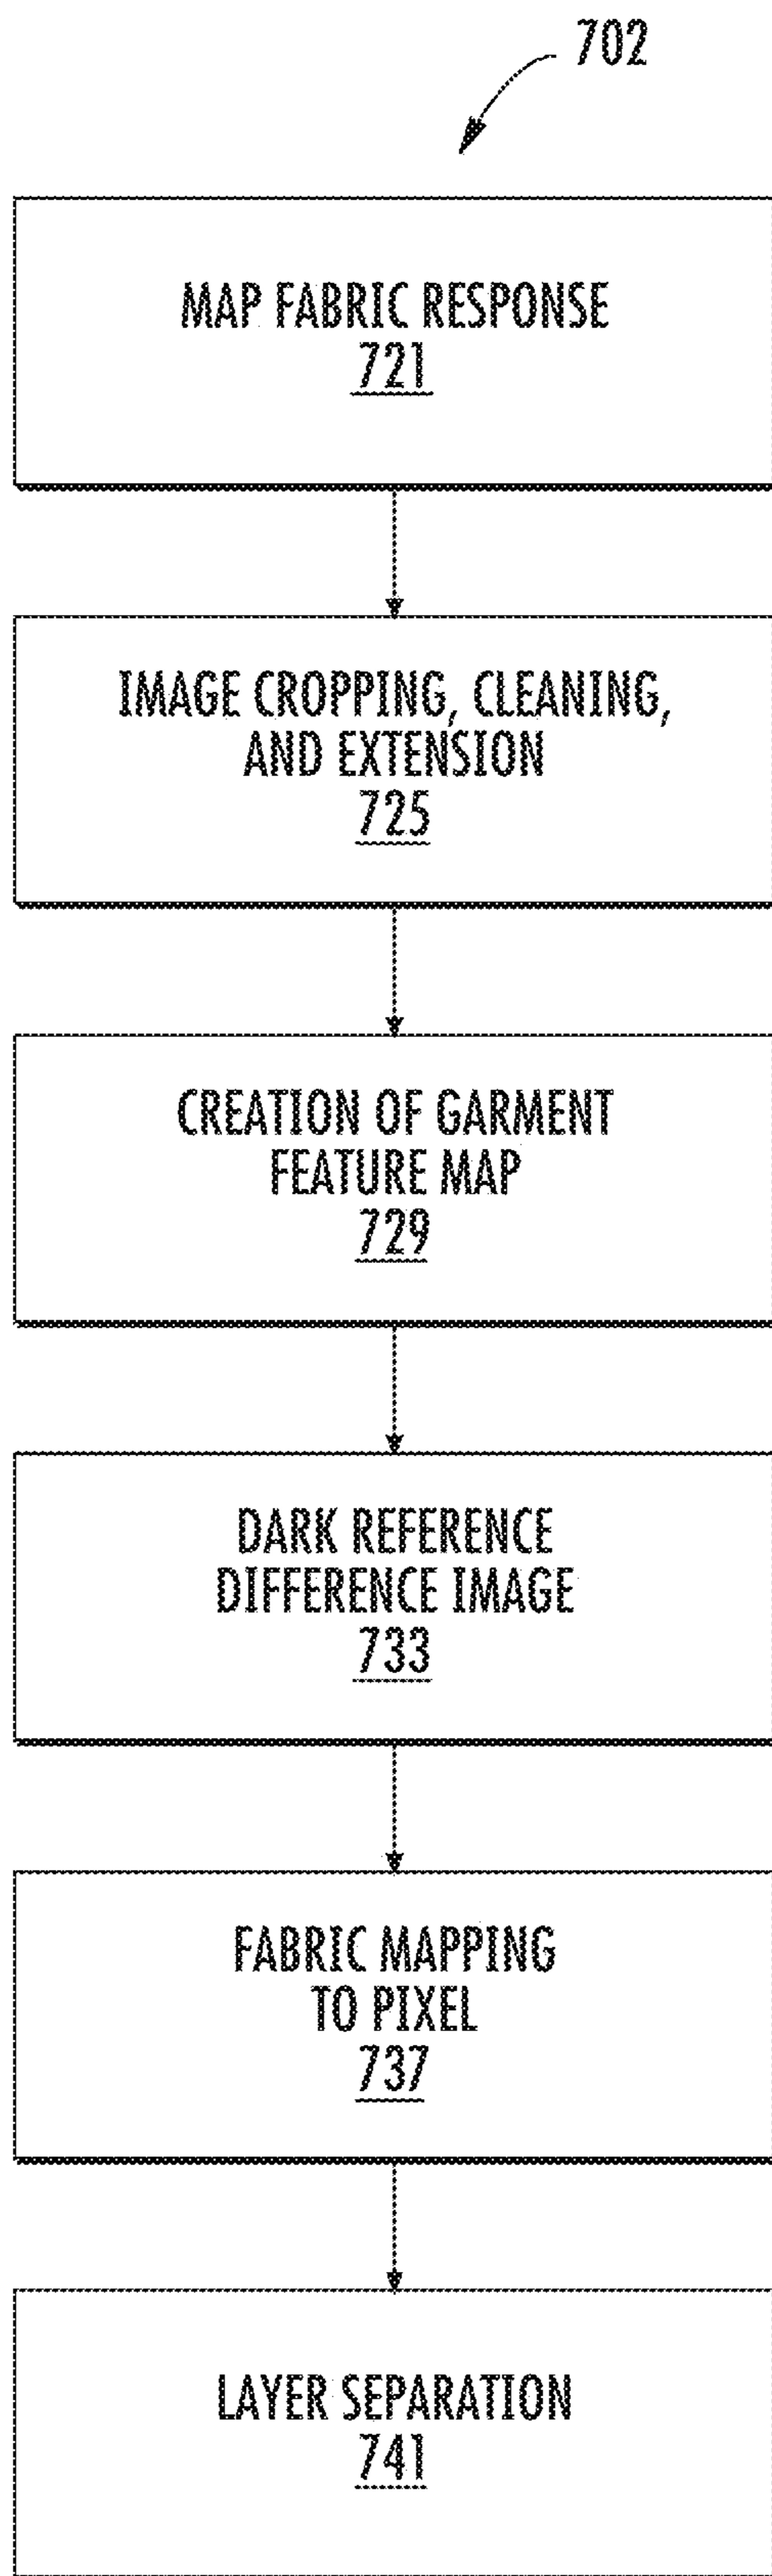 702
MAP FABRIC RESPONSE
721
IMAGE CROPPING, CLEANING,
AND EXTENSION
725
CREATION OF GARMENT
FEATURE MAP
729
DARK REFERENCE
DIFFERENCE IMAGE
733
FABRIC MAPPING
TO PIXEL
737
LAYER SEPARATION
741